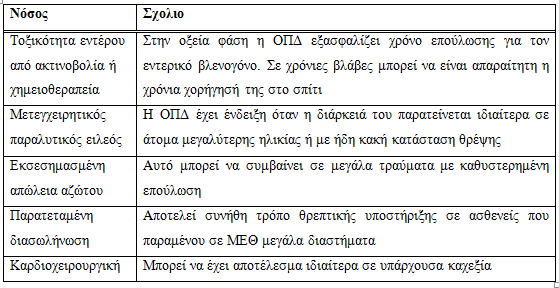 Νόσος Σχολιο
Τοξικότητα εντέρου Στην οξεία φάση η ΟΠΔ εξασφαλίζει χρόνο επούλωσης για τον
από ακτινοβολία ή εντερικό βλενογόνο. Σε χρόνιες βλάβες μπορεί να είναι απαραίτητη η
χημειοθεραπεία χρόνια χορήγησή της στο σπίτι
Μετεγχειρητικός Η ΟΠΔ έχει ένδειξη όταν η διάρκειά του παρατείνεται ιδιαίτερα σε
παραλυτικός ειλεός άτομα μεγαλύτερης ηλικίας ή με ήδη κακή κατάσταση θρέψης
Εκσεσημασμένη Αυτό μπορεί να συμβαίνει σε μεγάλα τραύματα με καθυστερημένη
απώλεια αζώτου επούλωση
Παρατεταμένη Αποτελεί συνήθη τρόπο θρεπτικής υποστήριξης σε ασθενείς που
διασωλήνωση παραμένου σε ΜΕΘ μεγάλα διαστήματα
Καρδιοχειρουργική Μπορεί να έχει αποτέλεσμα ιδιαίτερα σε υπάρχουσα καχεξία